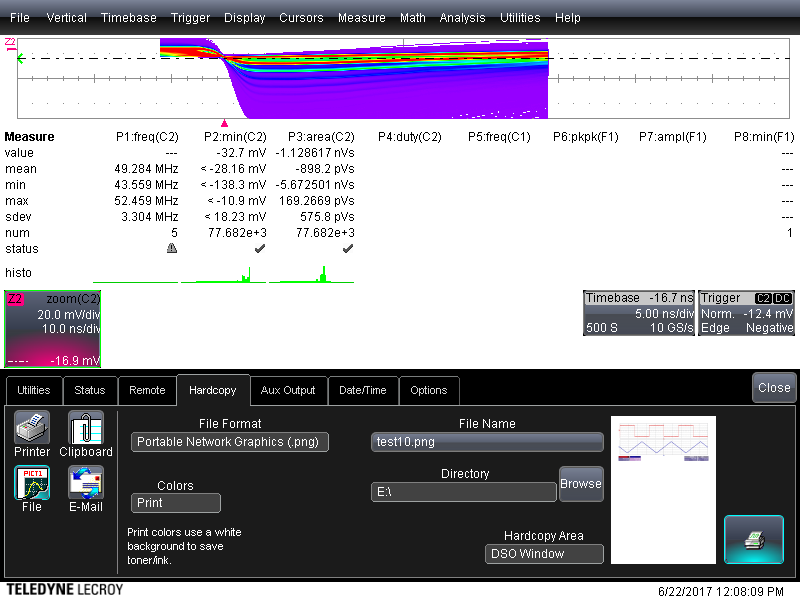 File Vertical Timebase Trigger Display Cursors Measure Math Analysis Utilities Help
Z2
Measure P1:freq(C2) P2:min(C2) P3:area(C2) P4:duty(C2) P5:freq(C1) P6:pkpk(F1) P7:ampl(F1) P8:min(F1)
value --- -32.7 mV -1.128617 nVs ---
mean 49.284 MHz < -28.16 mV -898.2 pVs ---
min 43.559 MHz < -138.3 mV -5.672501 nVs ---
max 52.459 MHz < -10.9 mV 169.2669 pVs ---
sdev 3.304 MHz < 18.23 mV 575.8 pVs ---
num 5 77.682e+3 77.682e+3 1
status
histo
Z2 zoom(C2)
20.0 mV/div
10.0 ns/div
-16.9 mV
Timebase -16.7 ns
5.00 ns/div
500 S 10 GS/s
Trigger C2 DC
Norm. -12.4 mV
Edge Negative
Utilities Status Remote Hardcopy Aux Output Date/Time Options Close
Printer Clipboard
PICT1
File E-Mail
File Format
Portable Network Graphics (.png)
Colors
Print
Print colors use a white
background to save
toner/ink.
File Name
test10.png
Directory
E:\ Browse
Hardcopy Area
DSO Window
TELEDYNE LECROY 6/22/2017 12:08:09 PM